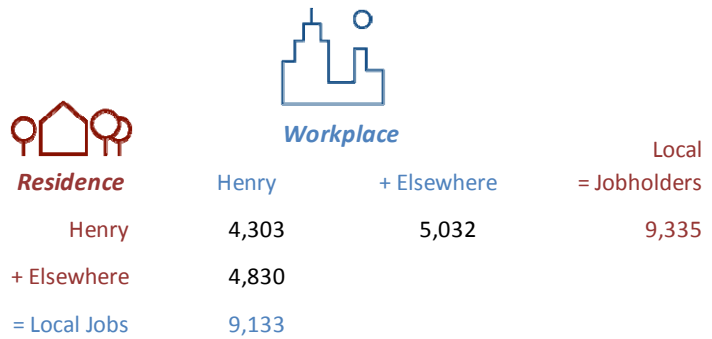 Workplace
Local
Residence Henry + Elsewhere = Jobholders
Henry 4,303 5,032 9,335
+ Elsewhere 4,830
= Local Jobs 9,133